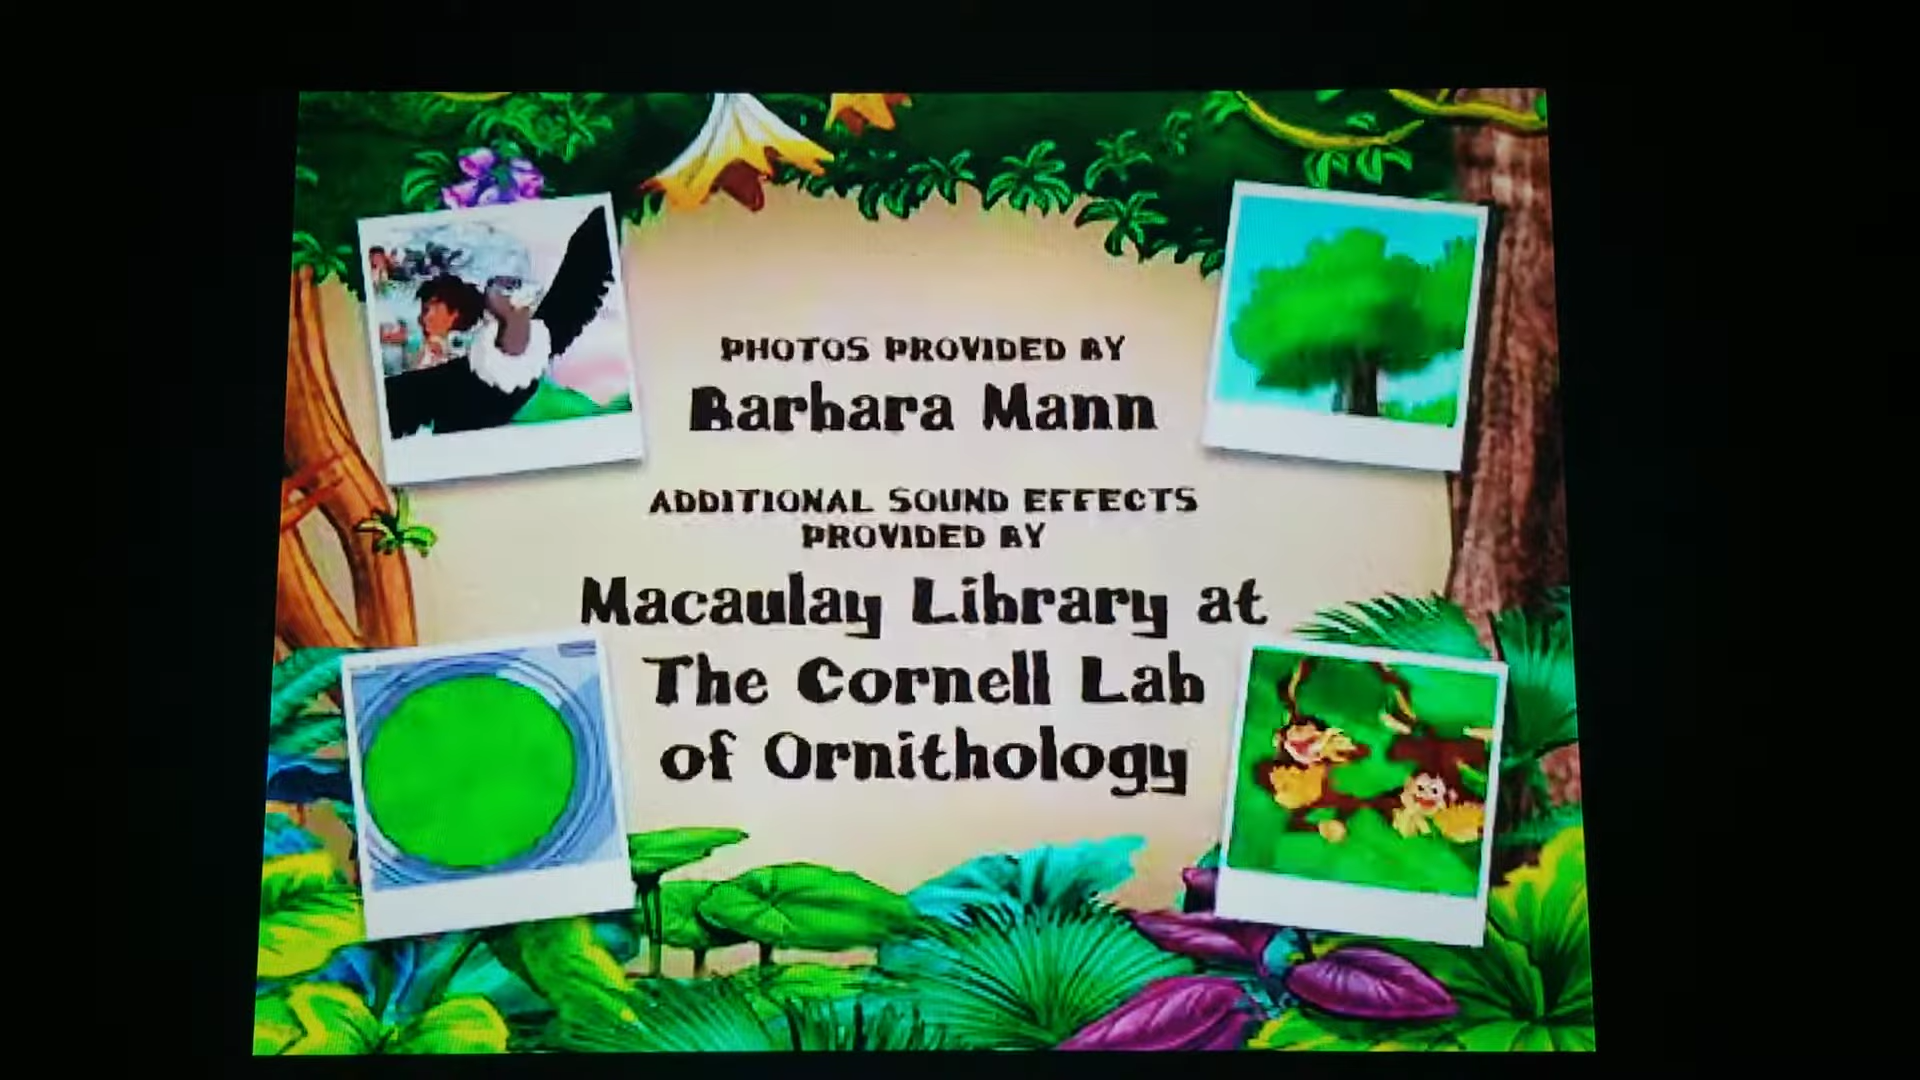 PHOTOS PROVIDED BY
Barbara Mann
ADDITIONAL SOUND EFFECTS
PROVIDED BY
Macaulay Library at
The Cornell Lab
of Ornithology